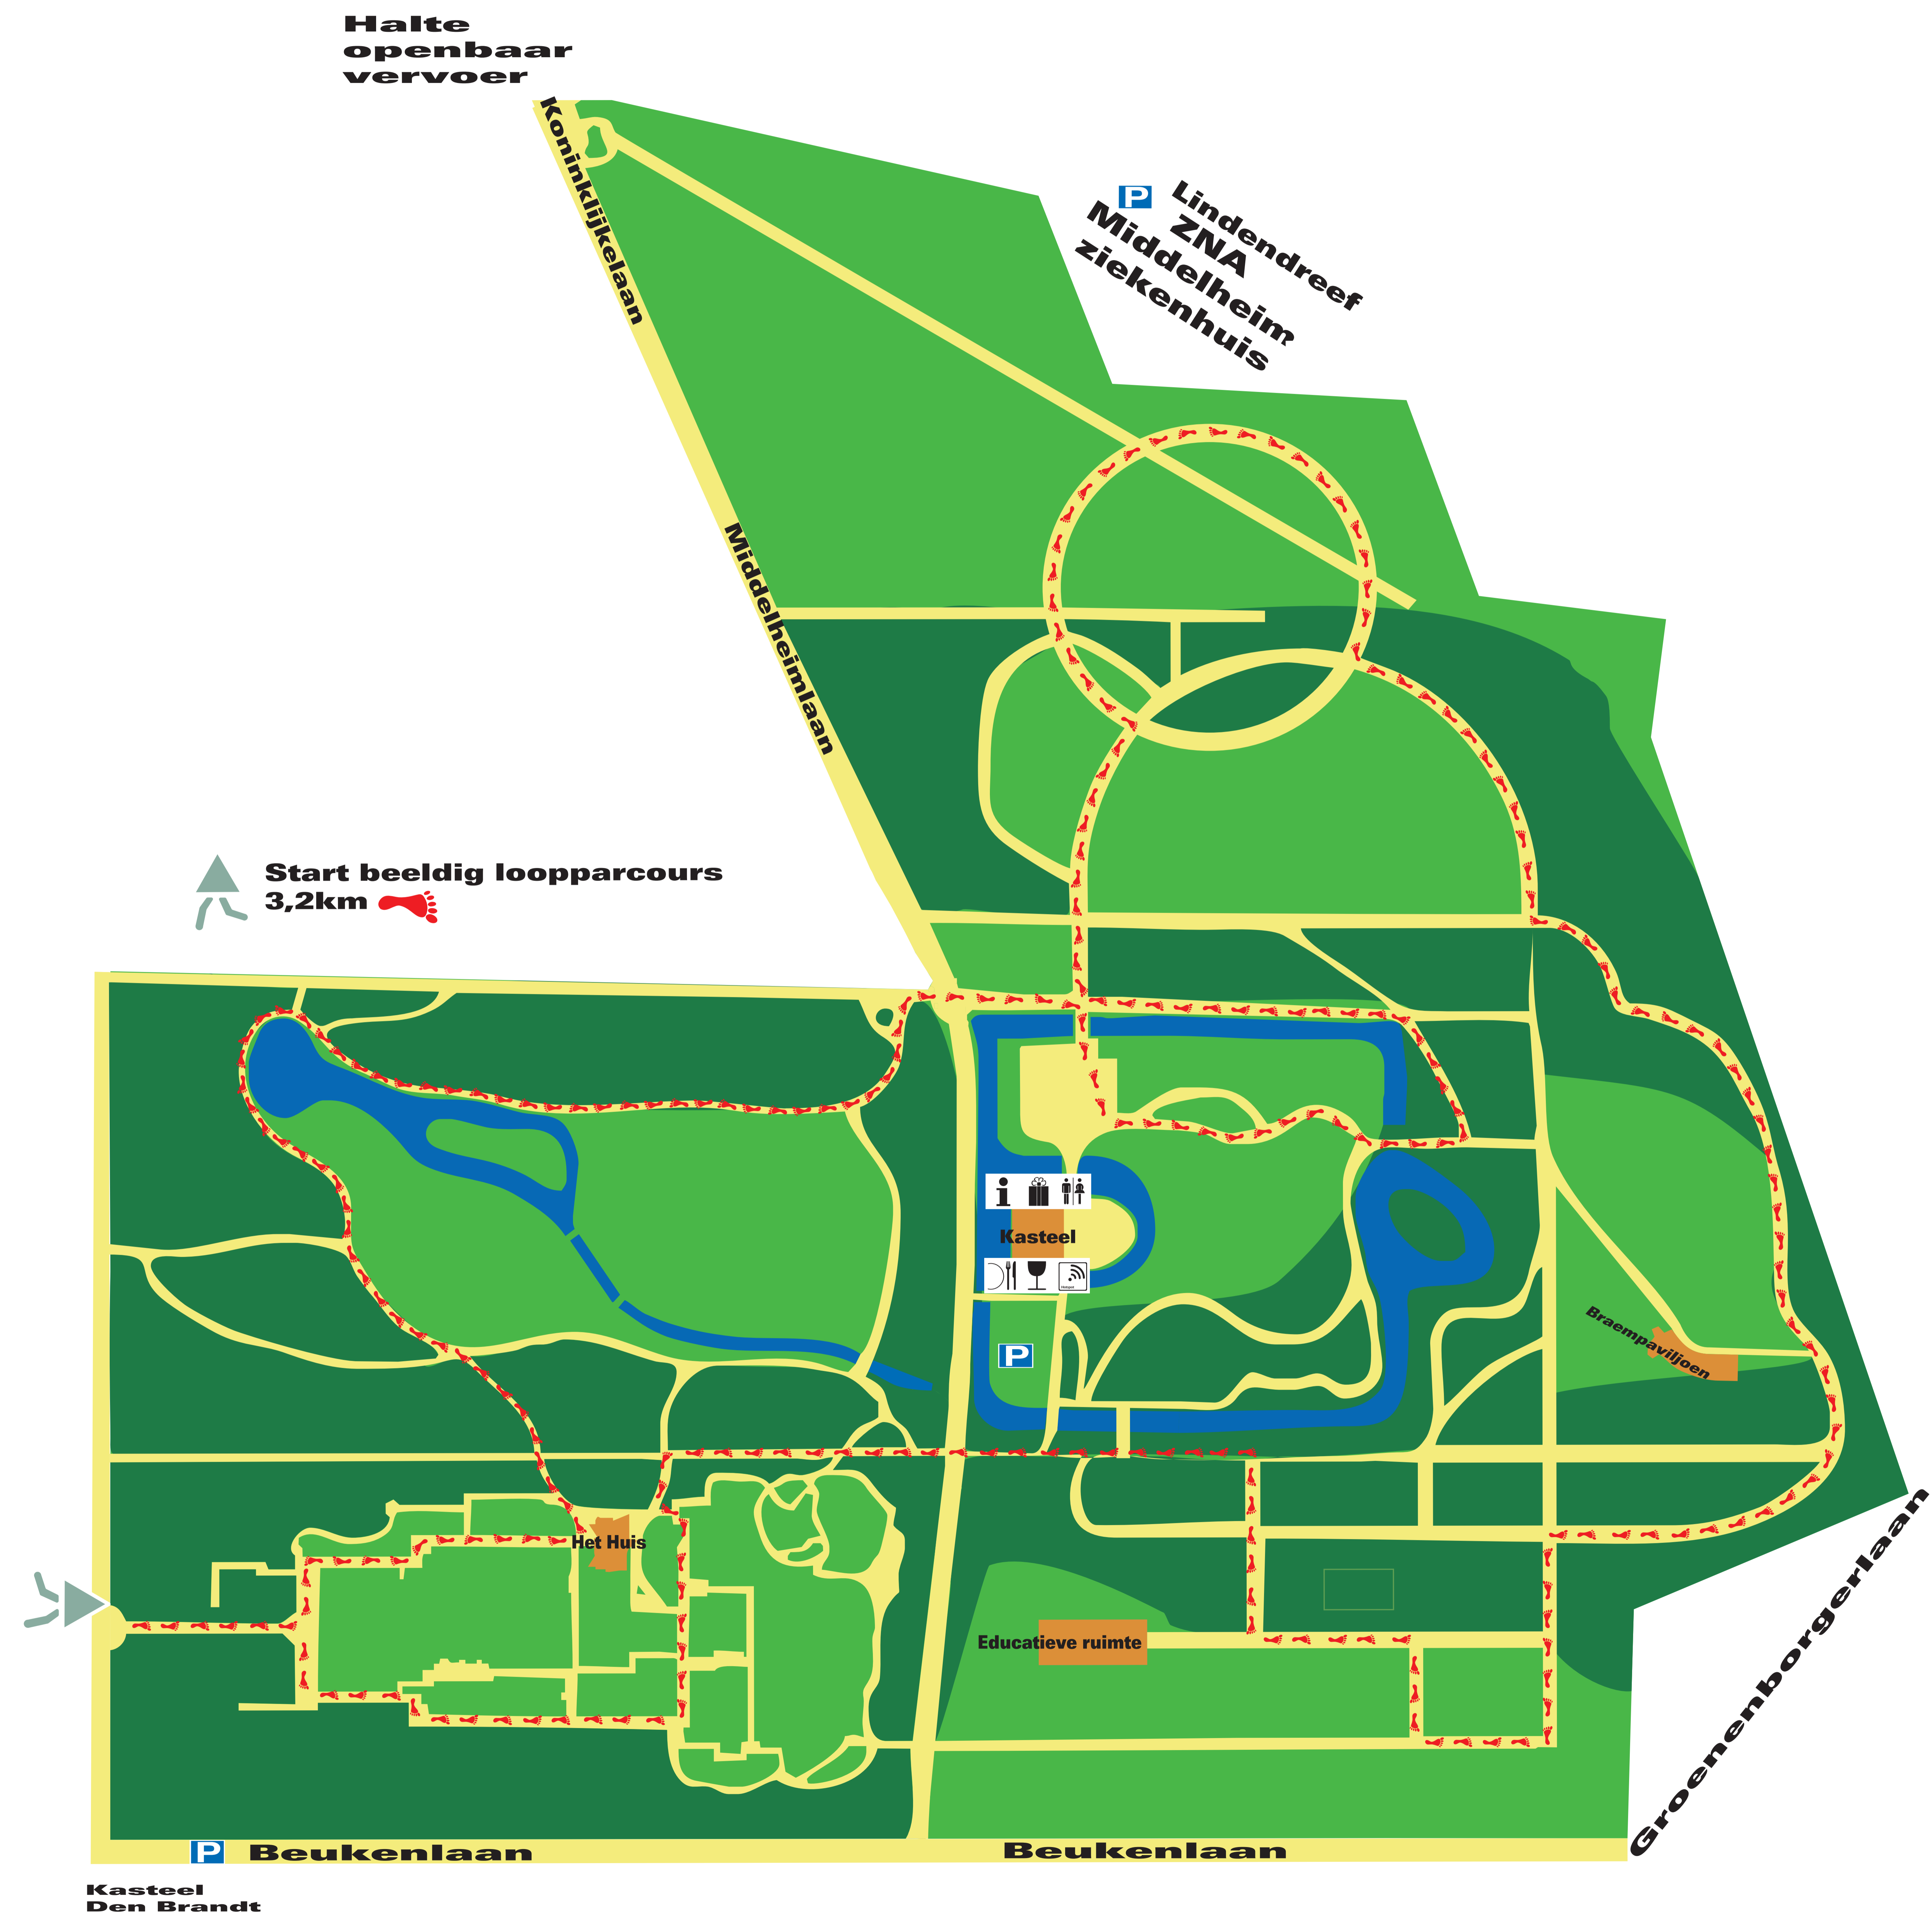 Halte
openbaar
vervoer
Koninklijkelaan
P
Lindendreef
ZNA
Middelheim
ziekenhuis
Middelheimlaan
Start beeldig loopparcours
3,2km
i
Kasteel
P
Braempaviljoen
Het Huis
Educatieve ruimte
Groenenborgerlaan
P Beukenlaan
Beukenlaan
Kasteel
Den Brandt